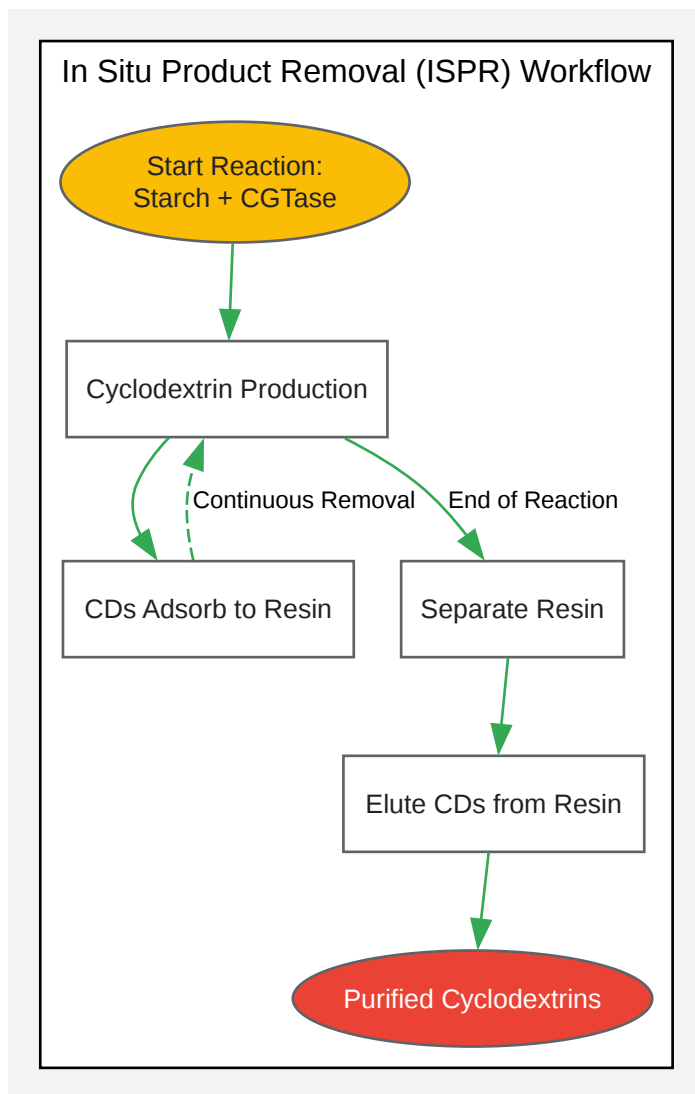 In Situ Product Removal (ISPR) Workflow
Start Reaction:
Starch + CGTase
Cyclodextrin Production
Continuous Removal
End of Reaction
CDs Adsorb to Resin
Separate Resin
Elute CDs from Resin
Purified Cyclodextrins